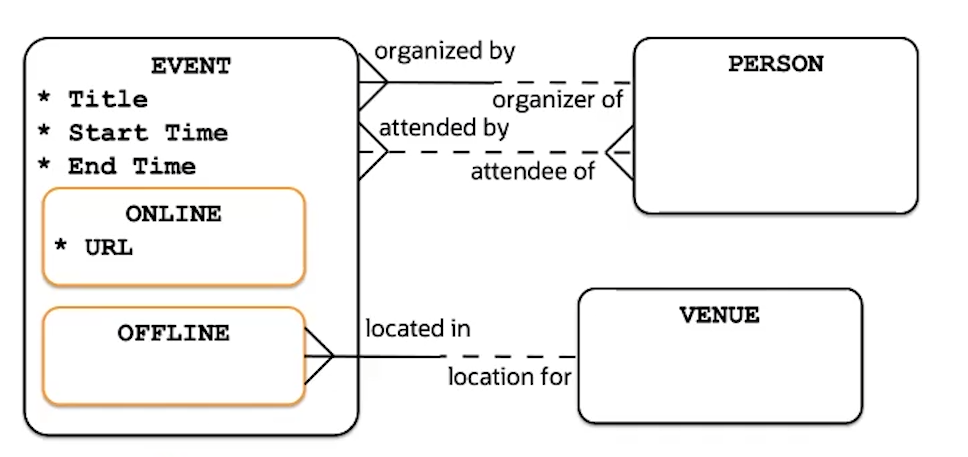 EVENT
* Title
* Start Time
* End Time
ONLINE
* URL
OFFLINE
organized by
organizer of
attended by
attendee of
located in
location for
PERSON
VENUE